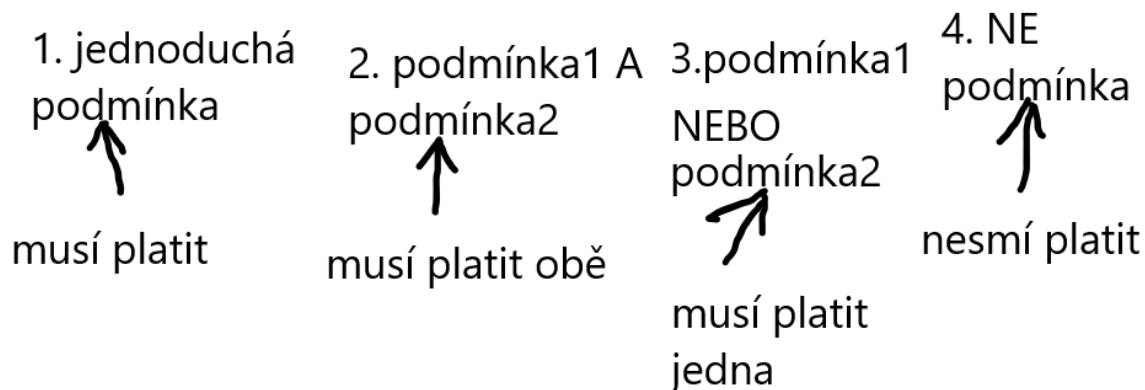 1. jednoduchá
podmínka
musí platit
2. podmínka1 A
podmínka2
musí platit obě
3.podmínka1
NEBO
podmínka2
musí platit
jedna
4. NE
podmínka
nesmí platit